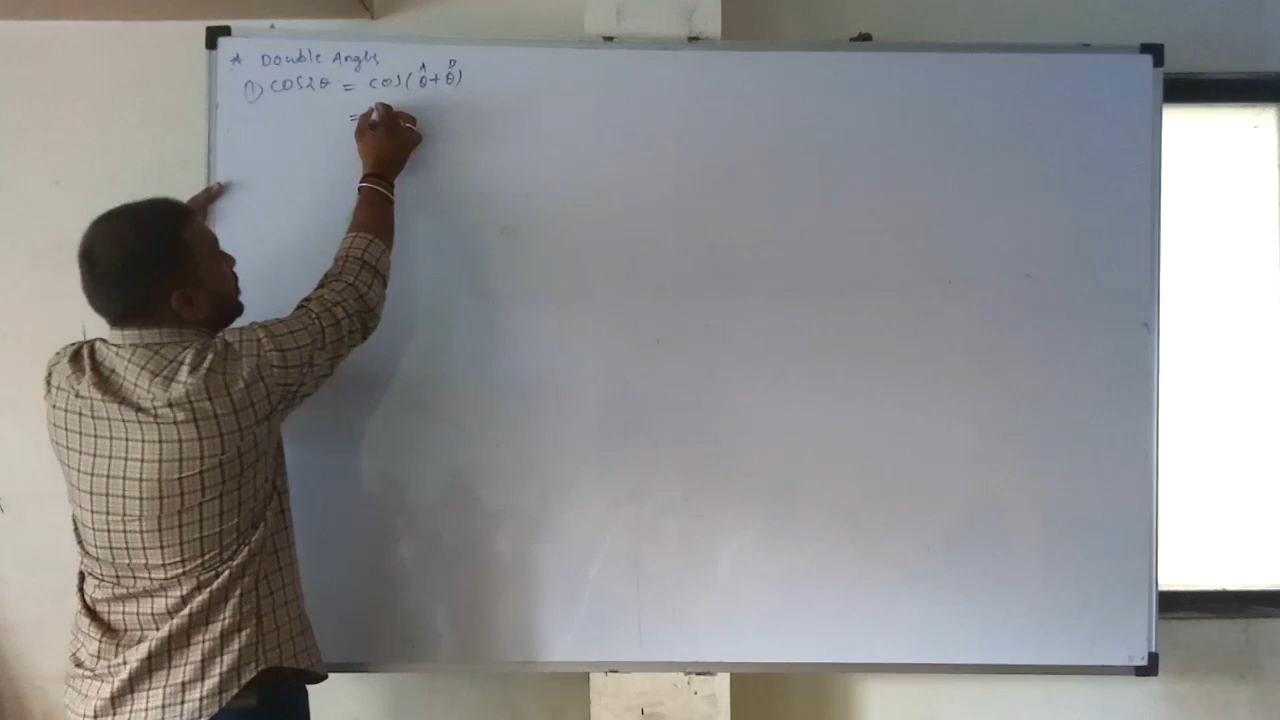 * Double Angles
A B
① cos2θ = cos(θ+θ)
=